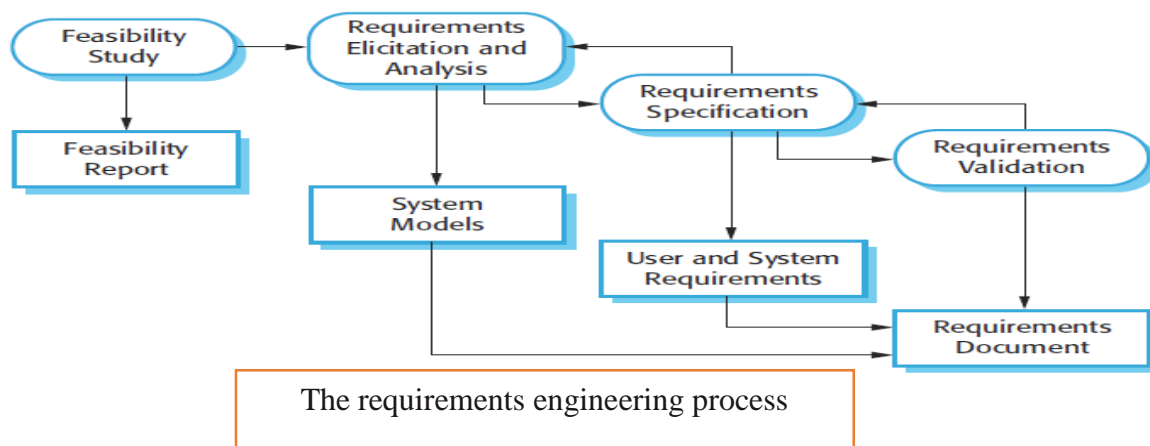 Feasibility
Study
Requirements
Elicitation and
Analysis
Requirements
Specification
Requirements
Validation
Feasibility
Report
System
Models
User and System
Requirements
Requirements
Document
The requirements engineering process